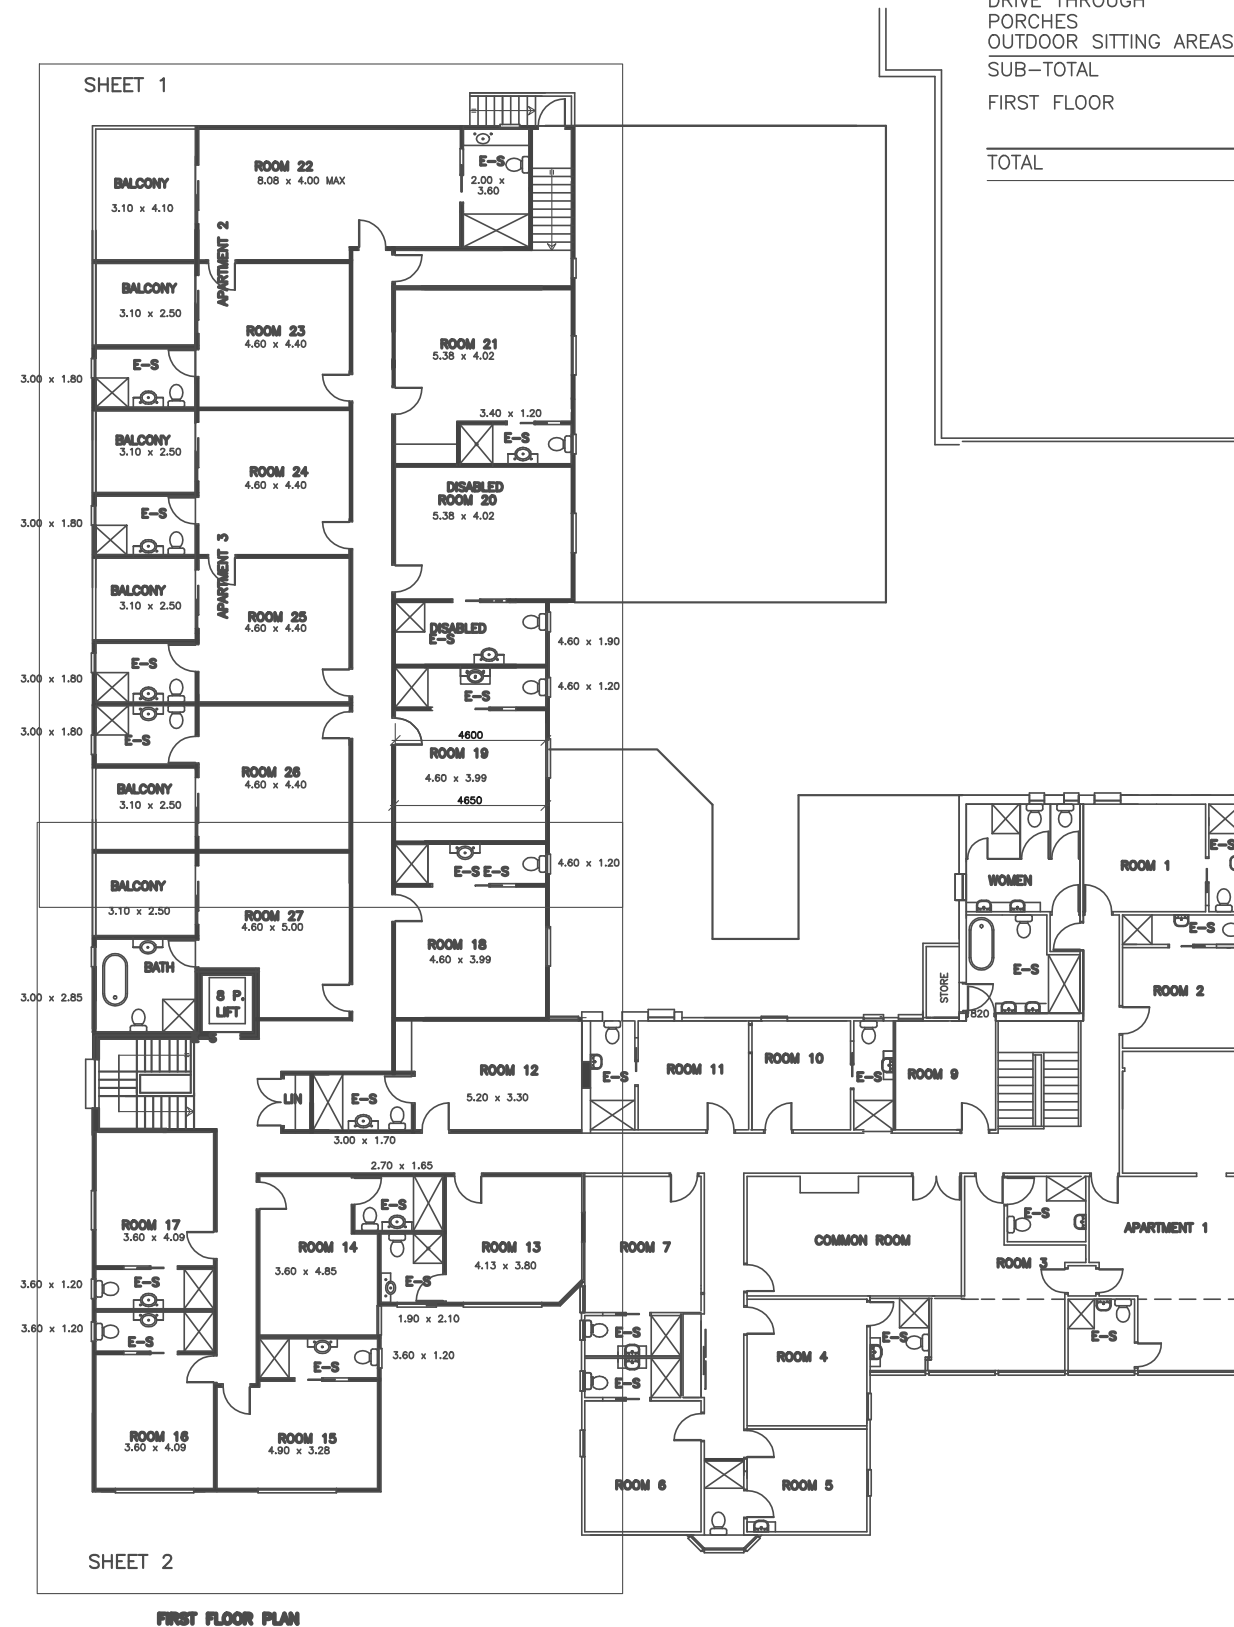 DRIVE THROUGH
PORCHES
OUTDOOR SITTING AREAS
SUB-TOTAL
FIRST FLOOR
TOTAL
SHEET 1
ROOM 22
8.08 x 4.00 MAX
E-S
2.00 x
3.60
BALCONY
3.10 x 4.10
APARTMENT 2
BALCONY
3.10 x 2.50
ROOM 23
4.60 x 4.40
ROOM 21
5.38 x 4.02
E-S
3.00 x 1.80
3.40 x 1.20
E-S
BALCONY
3.10 x 2.50
ROOM 24
4.60 x 4.40
DISABLED
ROOM 20
5.38 x 4.02
E-S
3.00 x 1.80
APARTMENT 3
BALCONY
3.10 x 2.50
ROOM 25
4.60 x 4.40
DISABLED
E-S
4.60 x 1.90
E-S
3.00 x 1.80
E-S
4.60 x 1.20
3.00 x 1.80
E-S
4600
ROOM 19
4.60 x 3.99
4650
ROOM 26
4.60 x 4.40
BALCONY
3.10 x 2.50
E-S E-S
4.60 x 1.20
BALCONY
3.10 x 2.50
ROOM 27
4.60 x 5.00
ROOM 18
4.60 x 3.99
BATH
3.00 x 2.85
8 P.
LIFT
WOMEN
ROOM 1
E-S
E-S
E-S
ROOM 2
STORE
820
ROOM 12
5.20 x 3.30
E-S
ROOM 11
ROOM 10
E-S
ROOM 9
LIN
E-S
3.00 x 1.70
2.70 x 1.65
E-S
ROOM 17
3.60 x 4.09
ROOM 14
3.60 x 4.85
ROOM 13
4.13 x 3.80
ROOM 7
COMMON ROOM
E-S
APARTMENT 1
ROOM 3
3.60 x 1.20
E-S
E-S
3.60 x 1.20
E-S
1.90 x 2.10
3.60 x 1.20
E-S
E-S
E-S
ROOM 4
E-S
E-S
ROOM 16
3.60 x 4.09
ROOM 15
4.90 x 3.28
ROOM 6
ROOM 5
SHEET 2
FIRST FLOOR PLAN